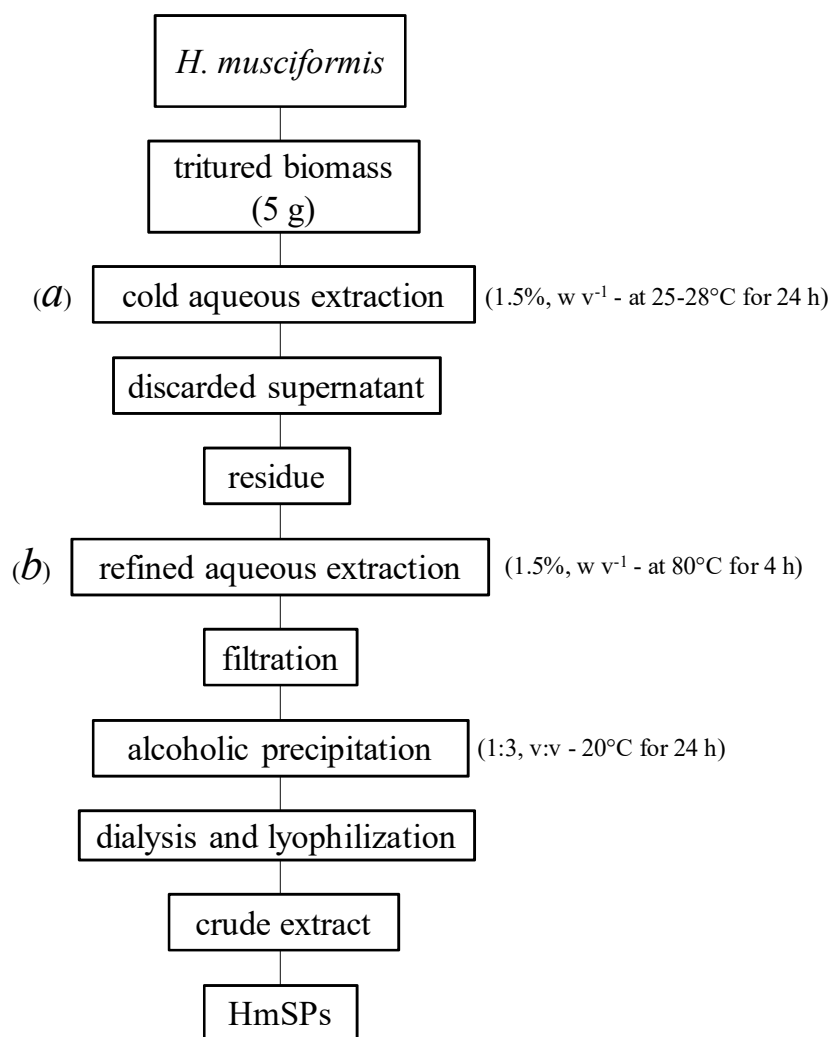 H. musciformis
tritured biomass
(5 g)
(a) cold aqueous extraction (1.5%, w v⁻¹ - at 25-28°C for 24 h)
discarded supernatant
residue
(b) refined aqueous extraction (1.5%, w v⁻¹ - at 80°C for 4 h)
filtration
alcoholic precipitation (1:3, v:v - 20°C for 24 h)
dialysis and lyophilization
crude extract
HmSPs